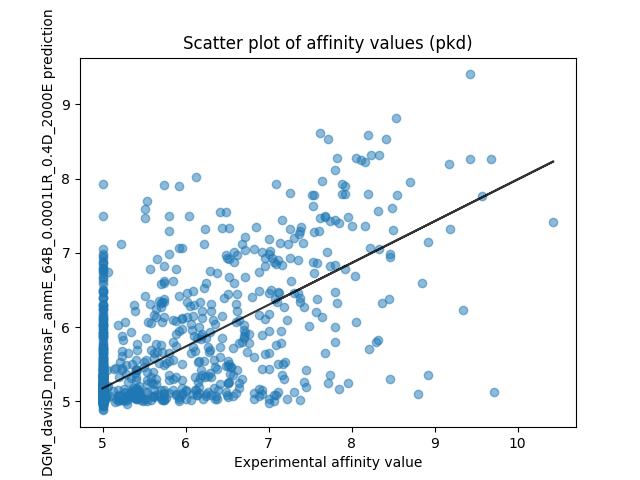 Scatter plot of affinity values (pkd)
DGM_davisD_nomsaF_anmE_64B_0.0001LR_0.4D_2000E prediction
9
8
7
6
5
5 6 7 8 9 10
Experimental affinity value